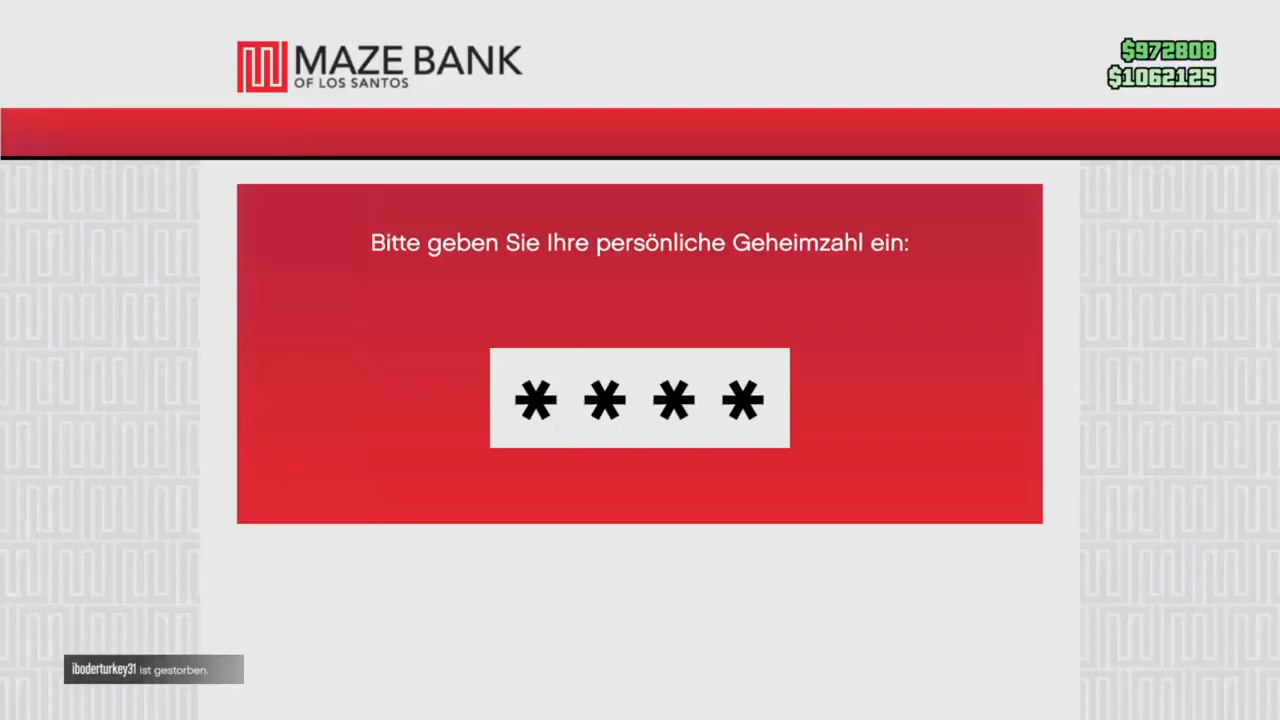 MAZE BANK
OF LOS SANTOS
$972808
$1062125
Bitte geben Sie Ihre persönliche Geheimzahl ein:
* * * *
iboderturkey31 ist gestorben.